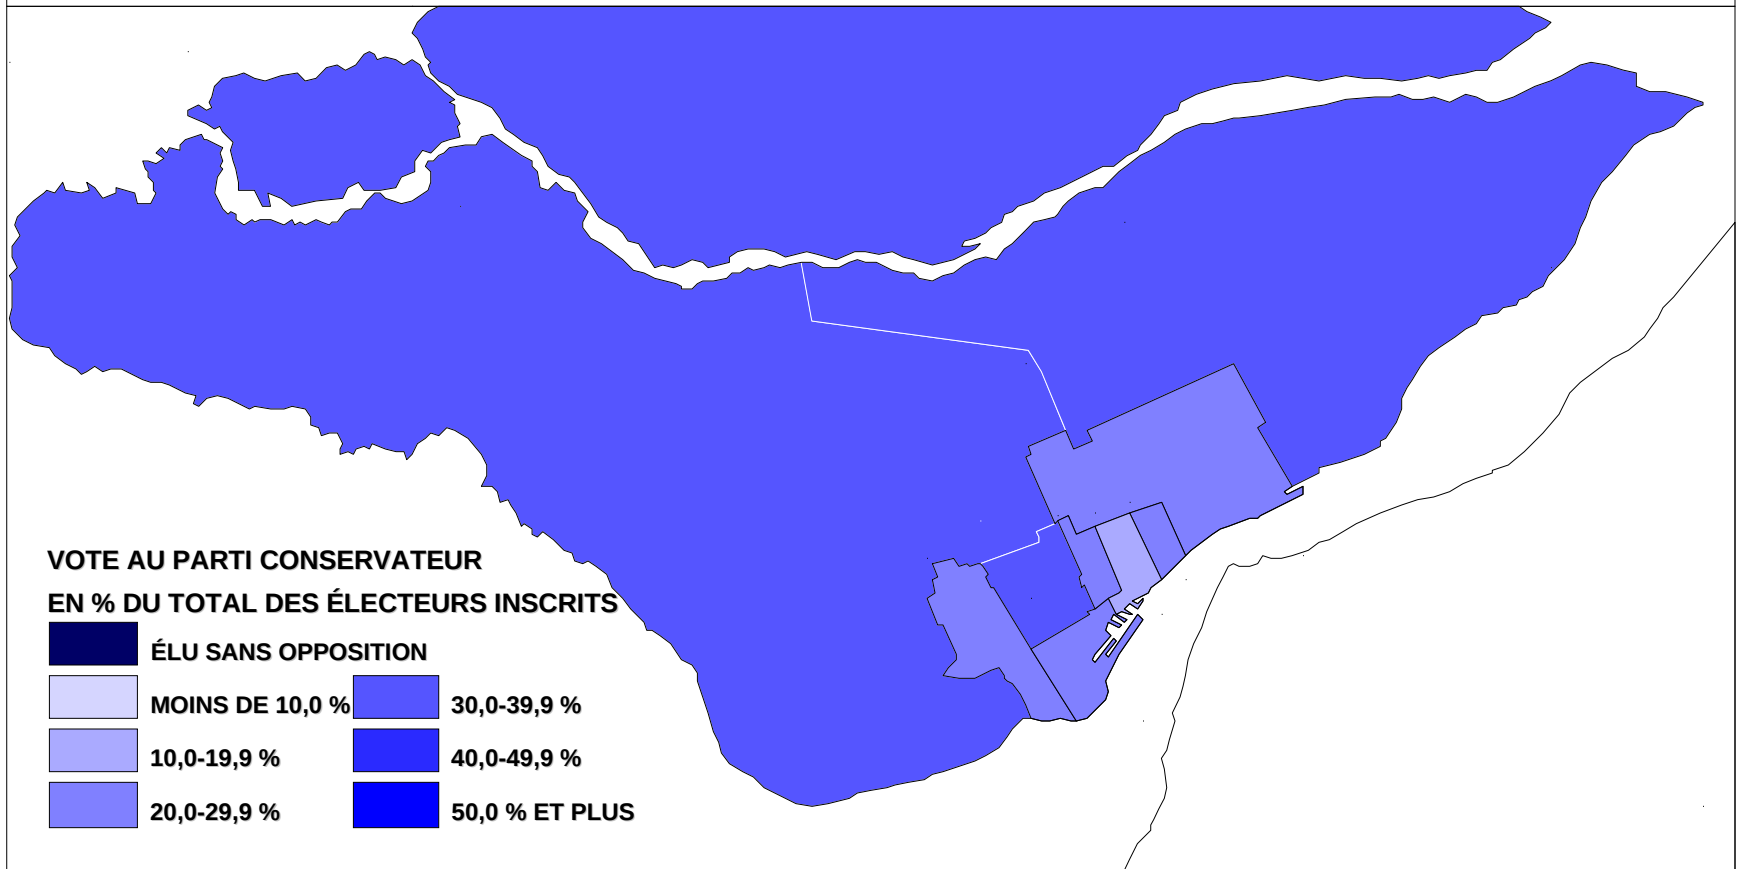 VOTE AU PARTI CONSERVATEUR
EN % DU TOTAL DES ÉLECTEURS INSCRITS
ÉLU SANS OPPOSITION
MOINS DE 10,0 %
10,0-19,9 %
20,0-29,9 %
30,0-39,9 %
40,0-49,9 %
50,0 % ET PLUS